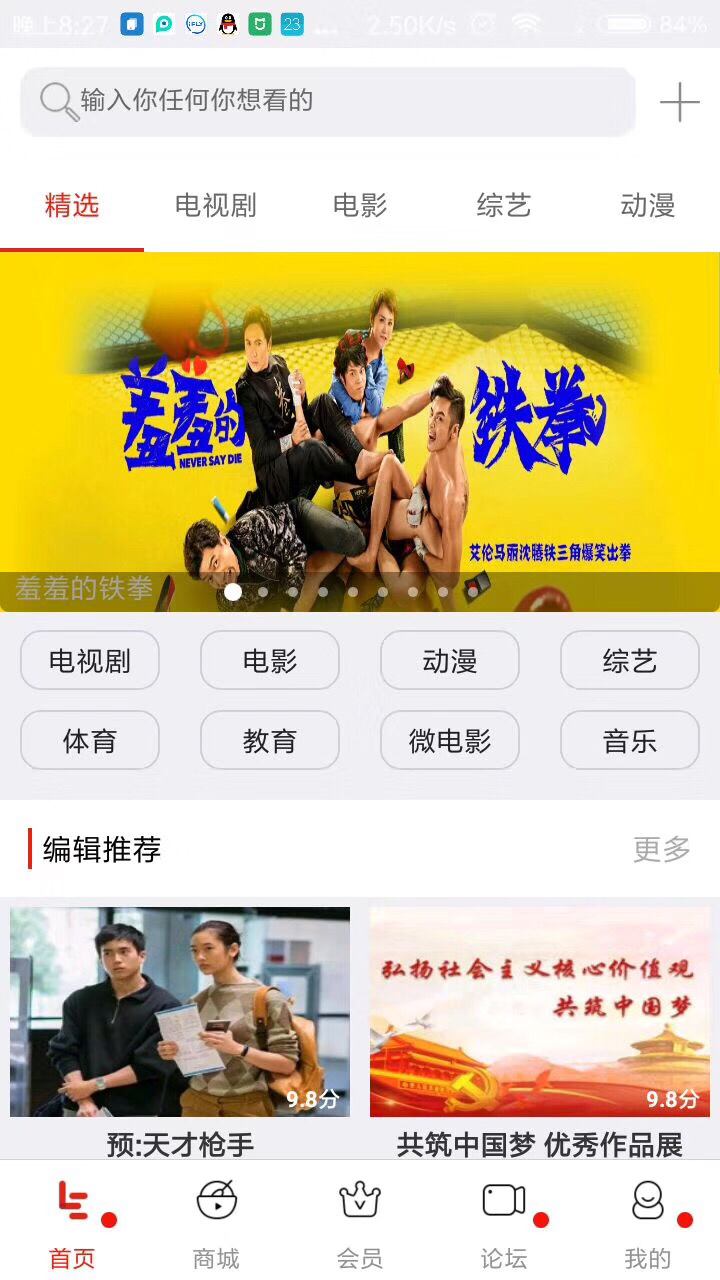 晚上8:27
23
2.50K/s
84%
输入你任何你想看的
精选 电视剧 电影 综艺 动漫
羞羞的 铁拳
NEVER SAY DIE
艾伦马丽沈腾铁三角爆笑出拳
羞羞的铁拳
电视剧 电影 动漫 综艺
体育 教育 微电影 音乐
编辑推荐 更多
弘扬社会主义核心价值观
共筑中国梦
9.8分 9.8分
预:天才枪手 共筑中国梦 优秀作品展
首页 商城 会员 论坛 我的